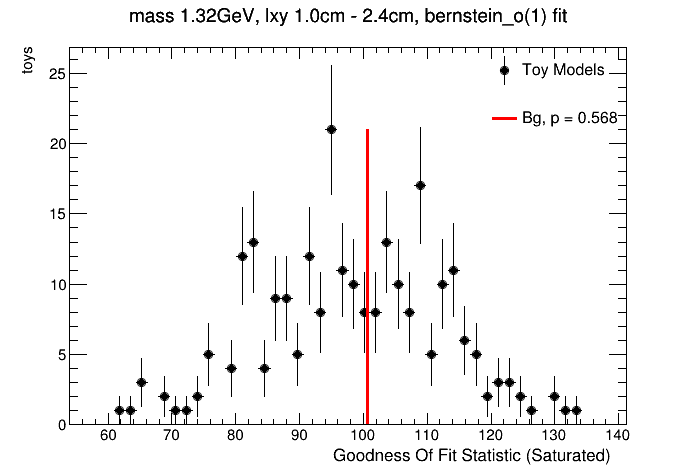 mass 1.32GeV, lxy 1.0cm - 2.4cm, bernstein_o(1) fit
toys
25
20
15
10
5
0
Toy Models
Bg, p = 0.568
60 70 80 90 100 110 120 130 140
Goodness Of Fit Statistic (Saturated)